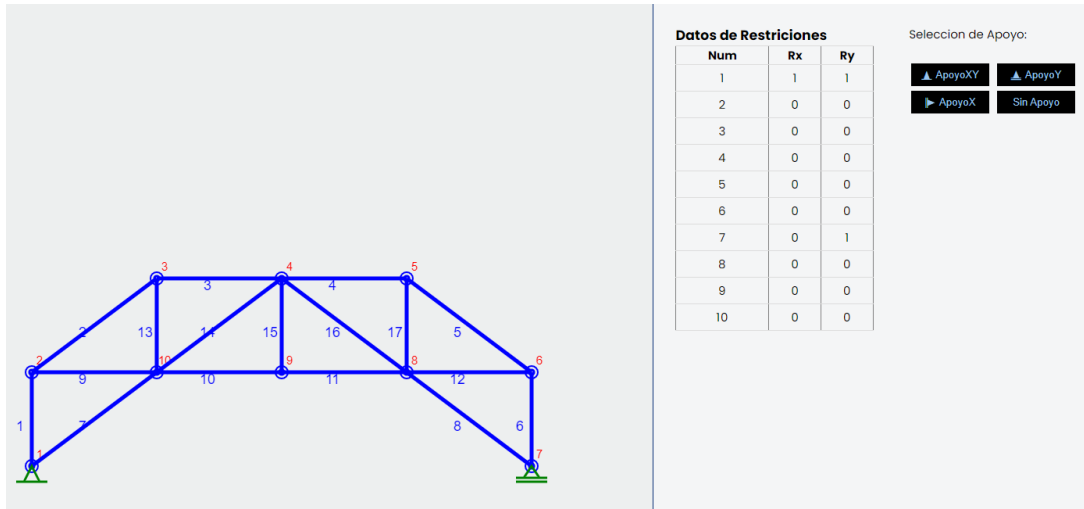 3
4
5
3
4
2
13
14
15
16
17
5
2
10
9
8
6
9
10
11
12
1
7
8
6
1
7
Datos de Restriciones
Num Rx Ry
1 1 1
2 0 0
3 0 0
4 0 0
5 0 0
6 0 0
7 0 1
8 0 0
9 0 0
10 0 0
Seleccion de Apoyo:
ApoyoXY ApoyoY
ApoyoX Sin Apoyo